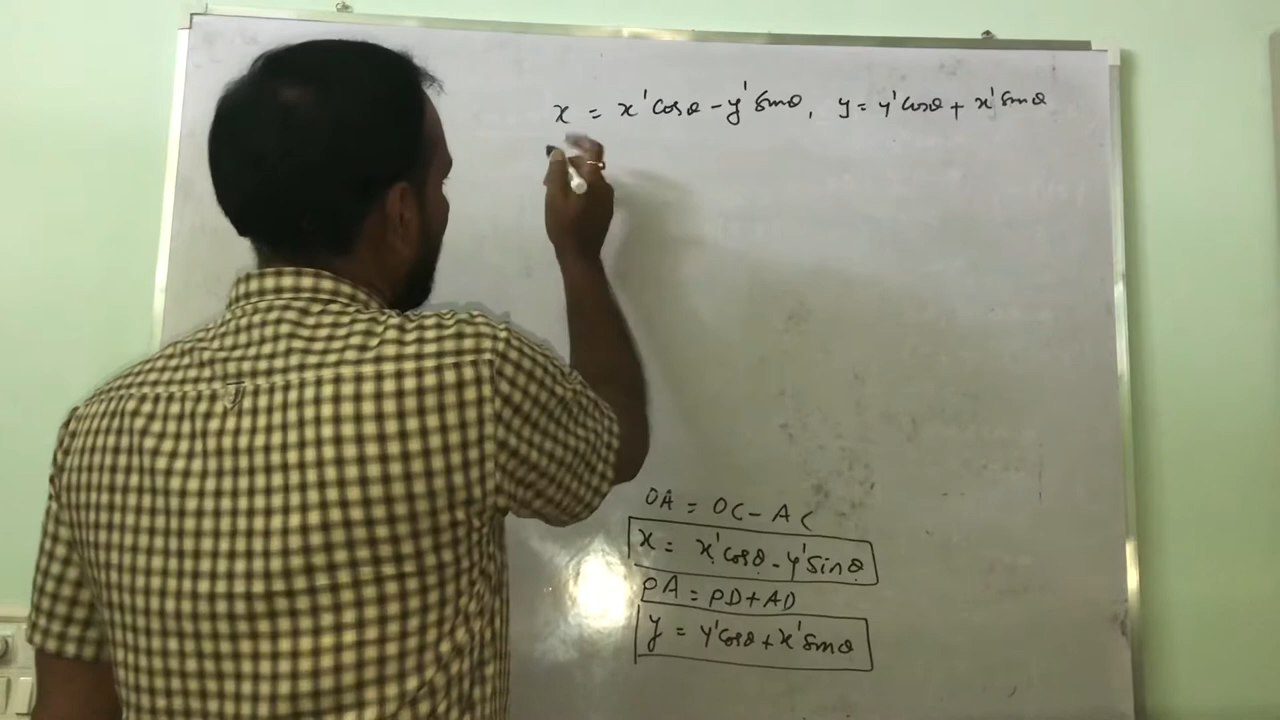 x = x' cosθ - y' sinθ, y = y' cosθ + x' sinθ
OA = OC - AC
x = x' cosθ - y' sinθ
PA = PD + AD
y = y' cosθ + x' sinθ